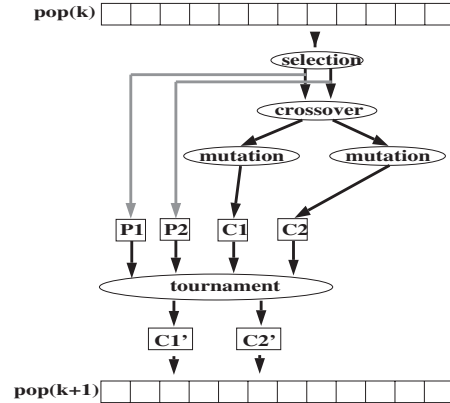 pop(k)
selection
crossover
mutation mutation
P1 P2 C1 C2
tournament
C1' C2'
pop(k+1)